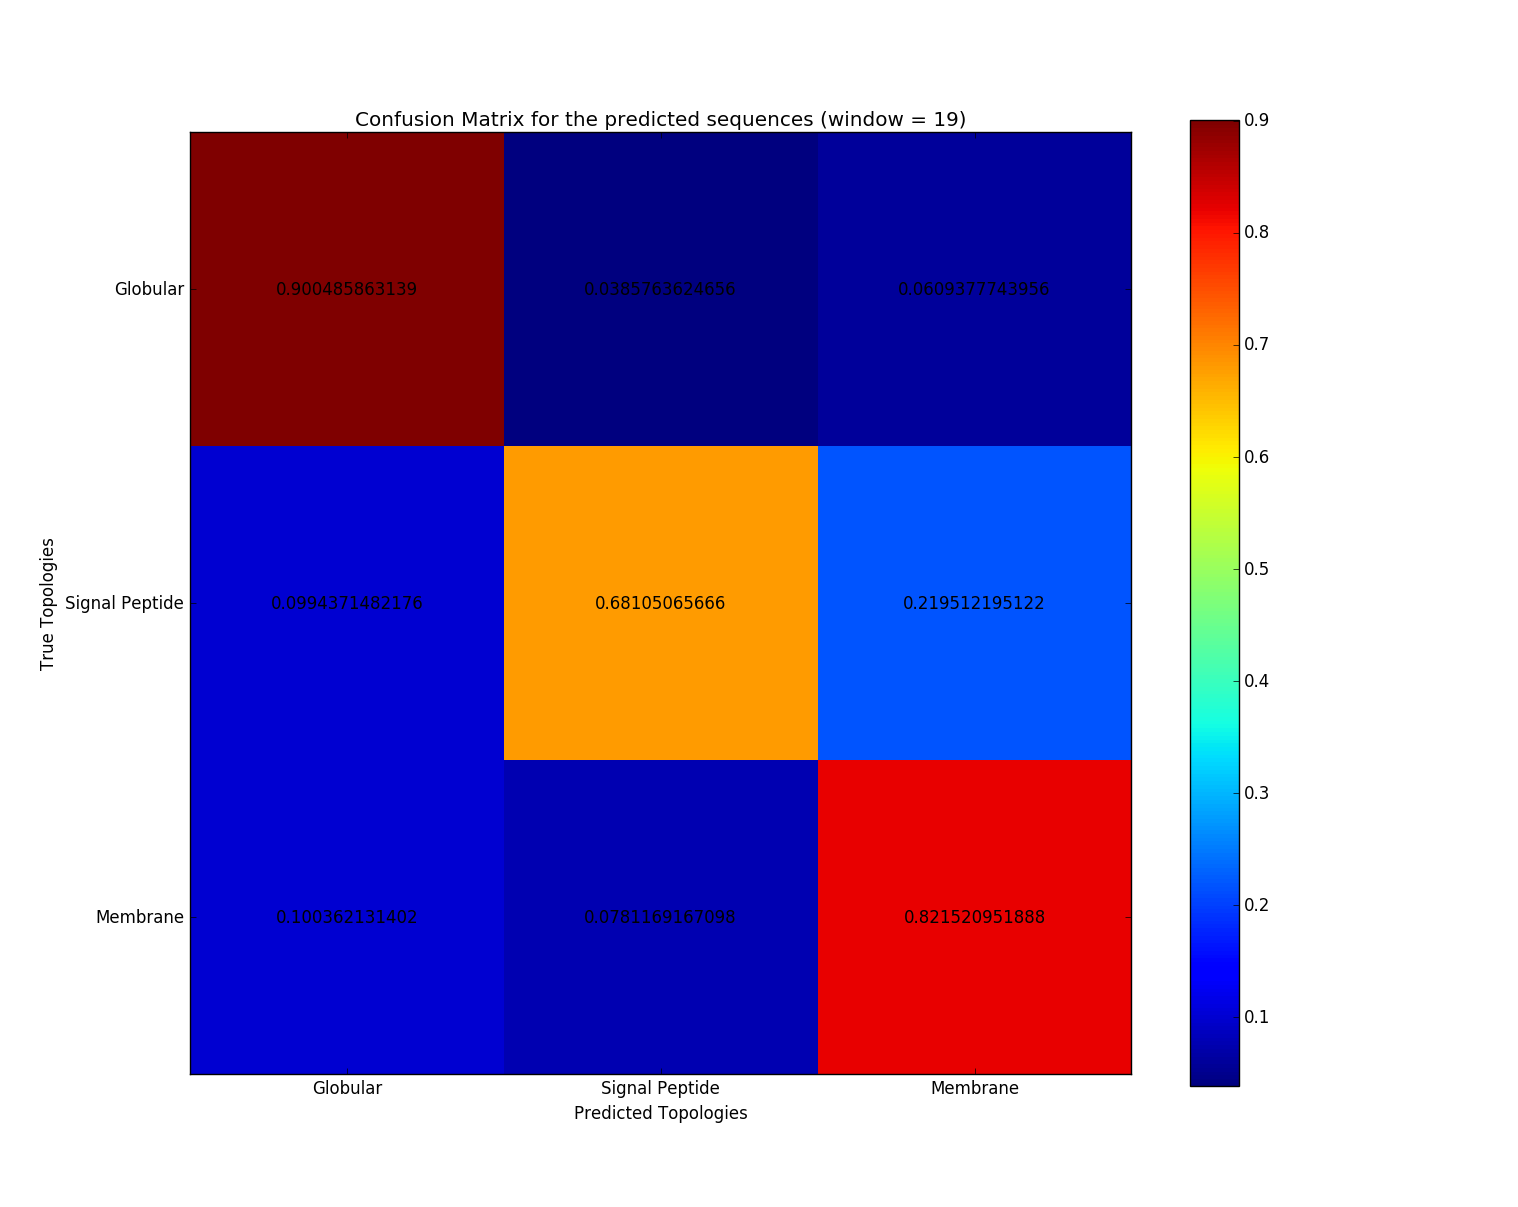 Confusion Matrix for the predicted sequences (window = 19)
Globular
0.900485863139
0.0385763624656
0.0609377743956
Signal Peptide
0.0994371482176
0.68105065666
0.219512195122
Membrane
0.100362131402
0.0781169167098
0.821520951888
Globular
Signal Peptide
Membrane
Predicted Topologies
True Topologies
0.9
0.8
0.7
0.6
0.5
0.4
0.3
0.2
0.1